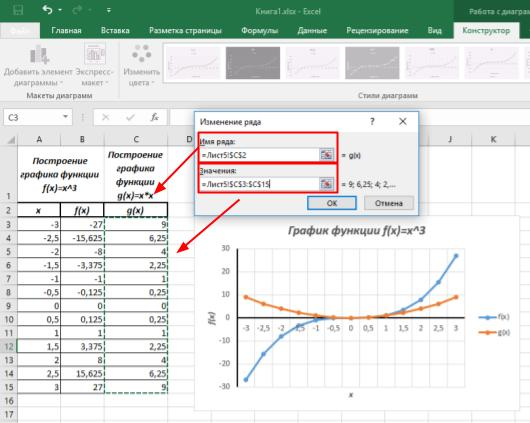 Книга1.xlsx - Excel
Работа с диаграм
Файл
Главная
Вставка
Разметка страницы
Формулы
Данные
Рецензирование
Вид
Конструктор
Добавить элемент диаграммы
Экспресс-макет
Изменить цвета
Макеты диаграмм
Стили диаграмм
C3
fx
Изменение ряда
?
Имя ряда:
=Лист5!$C$2
= g(x)
Значения:
=Лист5!$C$3:$C$15
= 9; 6,25; 4; 2,...
ОК
Отмена
A B C D J K
1 Построение графика функции f(x)=x^3 Построение графика функции g(x)=x*x
2 x f(x) g(x)
3 -3 -27 9
4 -2,5 -15,625 6,25
5 -2 -8 4
6 -1,5 -3,375 2,25
7 -1 -1 1
8 -0,5 -0,125 0,25
9 0 0 0
10 0,5 0,125 0,25
11 1 1 1
12 1,5 3,375 2,25
13 2 8 4
14 2,5 15,625 6,25
15 3 27 9
16
17
График функции f(x)=x^3
30
20
10
0
-10
-20
-30
-3 -2,5 -2 -1,5 -1 -0,5 0 0,5 1 1,5 2 2,5 3
f(x)
x
f(x)
g(x)